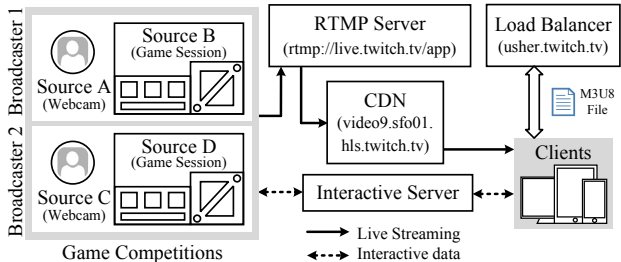 Broadcaster 1
Source B
(Game Session)
Source A
(Webcam)
Broadcaster 2
Source D
(Game Session)
Source C
(Webcam)
Game Competitions
RTMP Server
(rtmp://live.twitch.tv/app)
CDN
(video9.sfo01.
hls.twitch.tv)
Interactive Server
Load Balancer
(usher.twitch.tv)
M3U8
File
Clients
Live Streaming
Interactive data